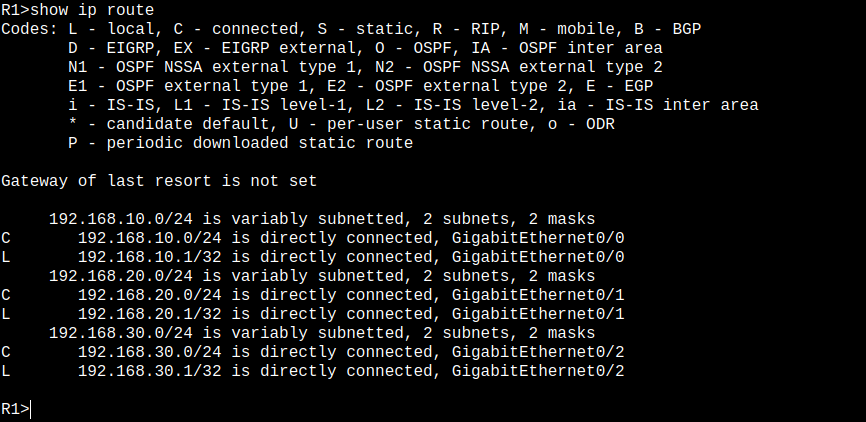 R1>show ip route
Codes: L - local, C - connected, S - static, R - RIP, M - mobile, B - BGP
       D - EIGRP, EX - EIGRP external, O - OSPF, IA - OSPF inter area
       N1 - OSPF NSSA external type 1, N2 - OSPF NSSA external type 2
       E1 - OSPF external type 1, E2 - OSPF external type 2, E - EGP
       i - IS-IS, L1 - IS-IS level-1, L2 - IS-IS level-2, ia - IS-IS inter area
       * - candidate default, U - per-user static route, o - ODR
       P - periodic downloaded static route

Gateway of last resort is not set

     192.168.10.0/24 is variably subnetted, 2 subnets, 2 masks
C       192.168.10.0/24 is directly connected, GigabitEthernet0/0
L       192.168.10.1/32 is directly connected, GigabitEthernet0/0
     192.168.20.0/24 is variably subnetted, 2 subnets, 2 masks
C       192.168.20.0/24 is directly connected, GigabitEthernet0/1
L       192.168.20.1/32 is directly connected, GigabitEthernet0/1
     192.168.30.0/24 is variably subnetted, 2 subnets, 2 masks
C       192.168.30.0/24 is directly connected, GigabitEthernet0/2
L       192.168.30.1/32 is directly connected, GigabitEthernet0/2

R1>